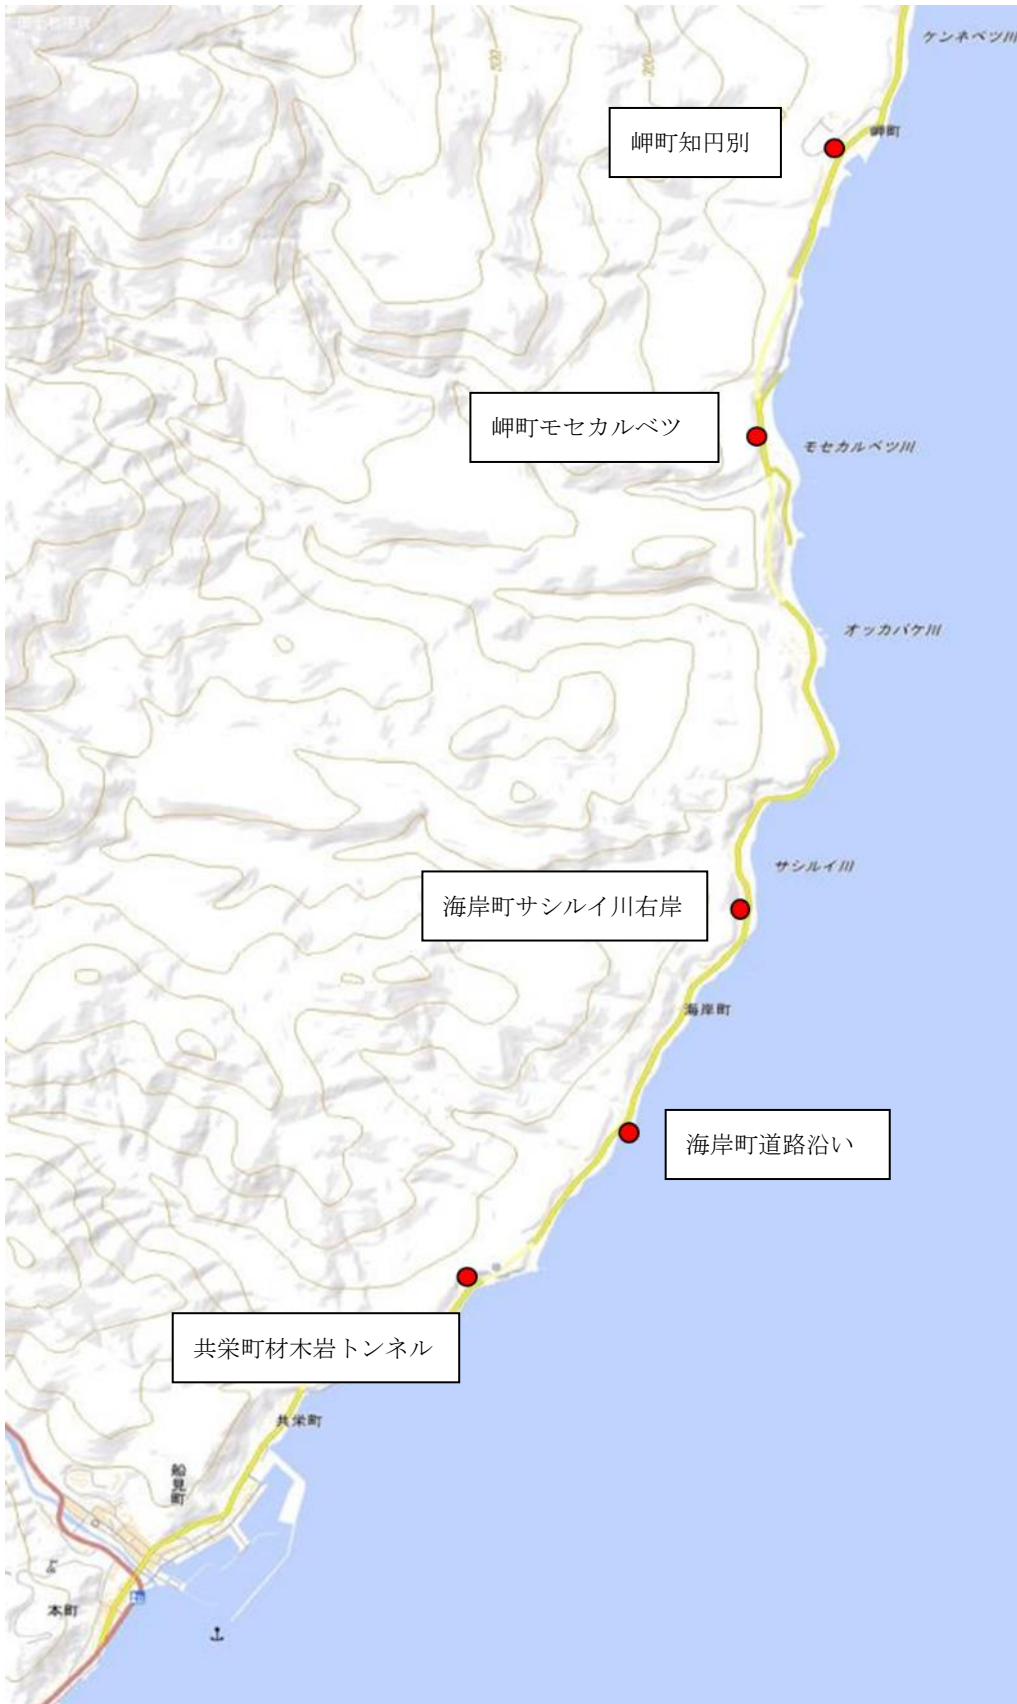 ケンネベツ川
200
300
岬町
岬町知円別
岬町モセカルベツ
モセカルベツ川
オッカバケ川
サシルイ川
海岸町サシルイ川右岸
海岸町
海岸町道路沿い
共栄町材木岩トンネル
共栄町
船見町
本町